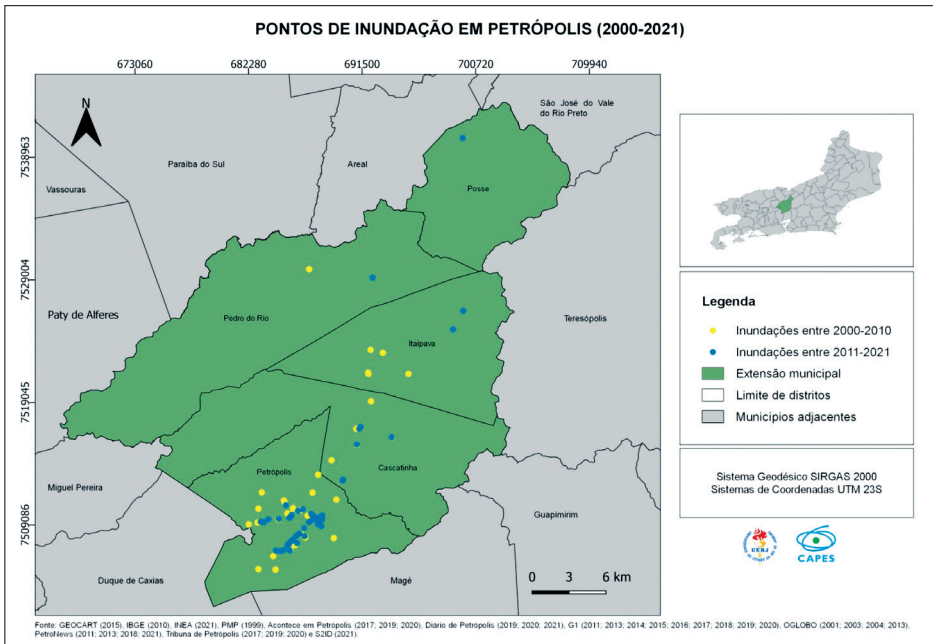 PONTOS DE INUNDAÇÃO EM PETRÓPOLIS (2000-2021)
673060 682280 691500 700720 709940
7538963
7529004
7519045
7509086
N
São José do Vale
do Rio Preto
Paraíba do Sul
Areal
Vassouras
Posse
Paty de Alferes
Pedro do Rio
Teresópolis
Itaipava
Cascatinha
Petrópolis
Miguel Pereira
Guapimirim
Duque de Caxias
Magé
0 3 6 km
Legenda
Inundações entre 2000-2010
Inundações entre 2011-2021
Extensão municipal
Limite de distritos
Municípios adjacentes
Sistema Geodésico SIRGAS 2000
Sistemas de Coordenadas UTM 23S
UERJ
CAPES
Fonte: GEOCART (2015), IBGE (2010), INEA (2021), PMP (1999), Acontece em Petrópolis (2017; 2019; 2020), Diário de Petrópolis (2019; 2020; 2021), G1 (2011; 2013; 2014; 2015; 2016; 2017; 2018; 2019; 2020; 2021), OGLOBO (2001; 2003; 2004; 2013),
PetroNews (2011; 2013; 2018; 2021), Tribuna de Petrópolis (2017; 2019; 2020) e S2ID (2021).